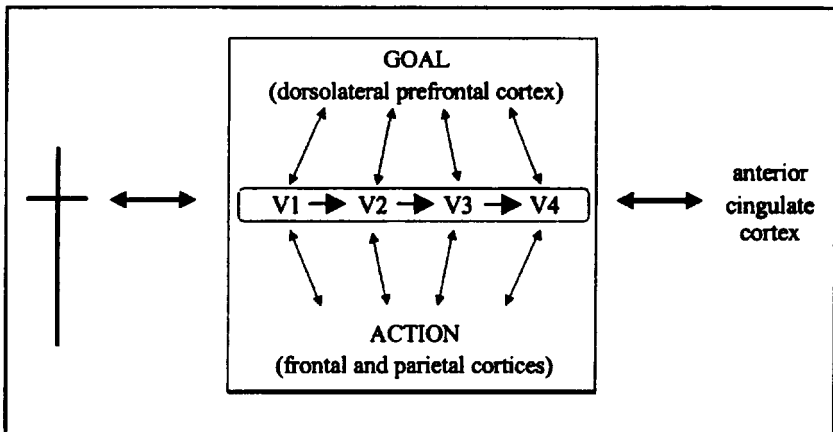 GOAL
(dorsolateral prefrontal cortex)
V1 V2 V3 V4
anterior
cingulate
cortex
ACTION
(frontal and parietal cortices)